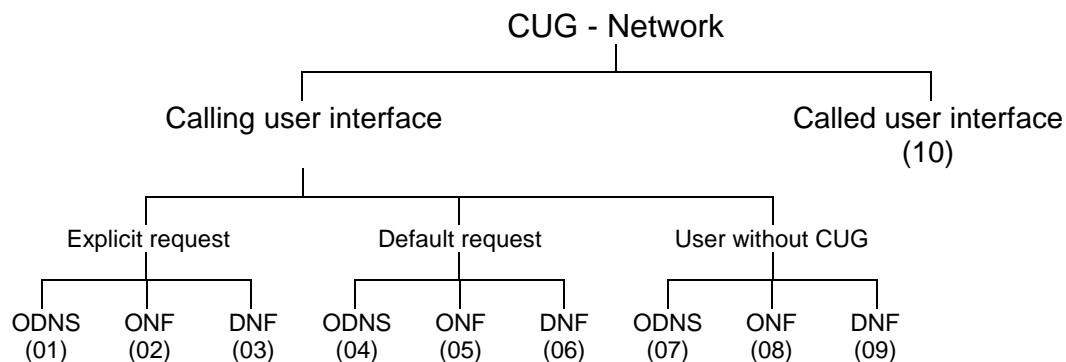 CUG - Network
Calling user interface
Called user interface
(10)
Explicit request
Default request
User without CUG
ODNS ONF DNF ODNS ONF DNF ODNS ONF DNF
(01) (02) (03) (04) (05) (06) (07) (08) (09)